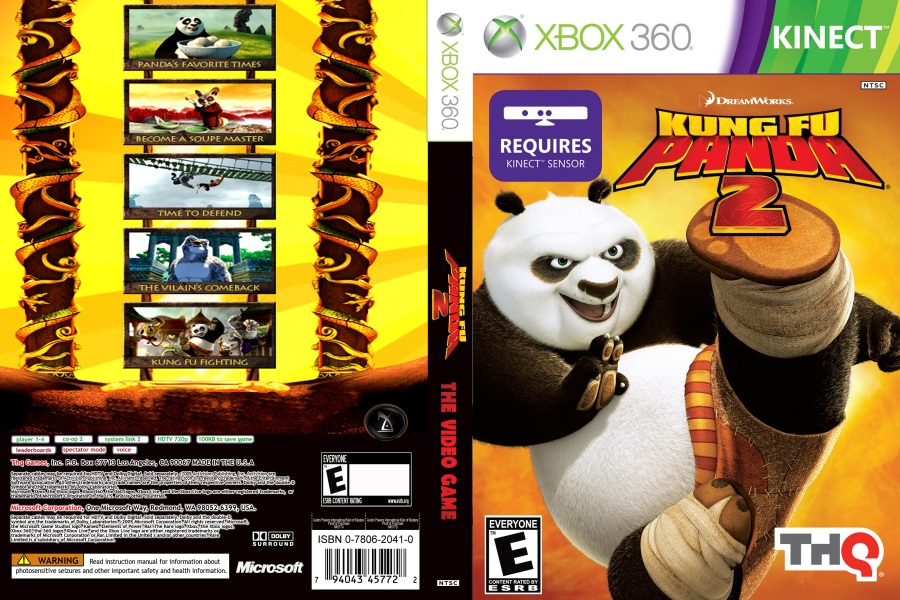 PANDA'S FAVORITE TIMES
BECOME A SOUPE MASTER
TIME TO DEFEND
THE VILAIN'S COMEBACK
KUNG FU FIGHTING
player 1-4
co-op 2
system link 2
HDTV 720p
100KB to save game
leaderboards
spectator mode
voice
Thq Games, Inc. P.O. Box 67713 Los Angeles, CA 90067 MADE IN THE U.S.A
Microsoft Corporation, One Microsoft Way, Redmond, WA 98052-6399, USA.
WARNING
Read instruction manual for information about
photosensitive seizures and other important safety and health information.
DOLBY
SURROUND
Microsoft
EVERYONE
E
ESRB CONTENT RATING
www.esrb.org
ISBN 0-7806-2041-0
7 94043 45772 2
XBOX 360
KUNG FU
PANDA
2
THE VIDEO GAME
NTSC
XBOX 360
KINECT™
NTSC
REQUIRES
KINECT™ SENSOR
DREAMWORKS
KUNG FU
PANDA
2
EVERYONE
E
CONTENT RATED BY
ESRB
THQ